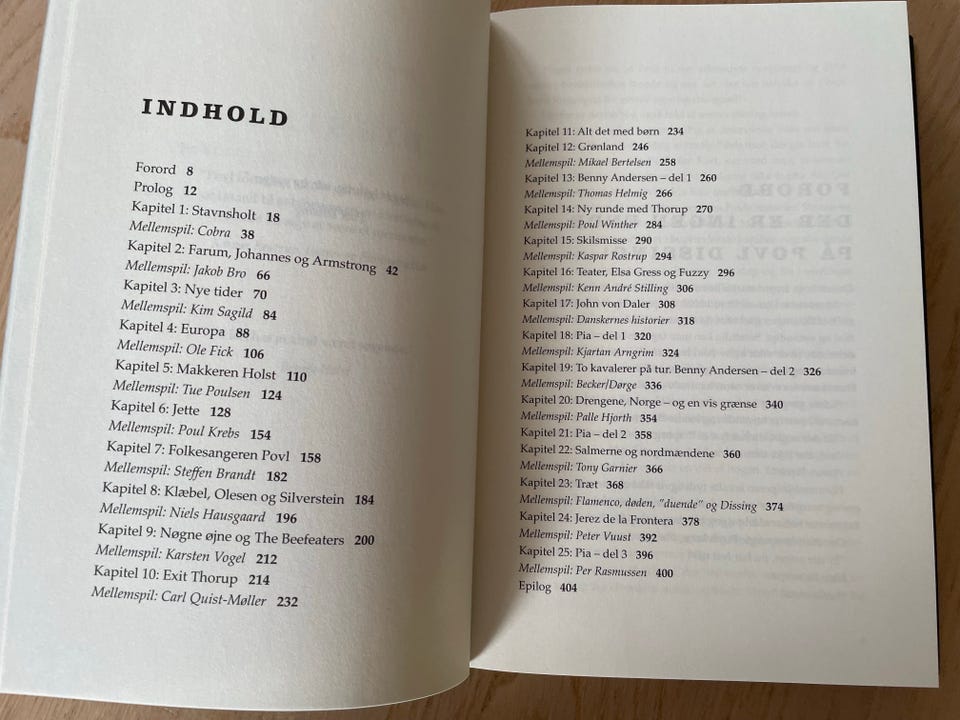 INDHOLD
Forord 8
Prolog 12
Kapitel 1: Stavnsholt 18
Mellemspil: Cobra 38
Kapitel 2: Farum, Johannes og Armstrong 42
Mellemspil: Jakob Bro 66
Kapitel 3: Nye tider 70
Mellemspil: Kim Sagild 84
Kapitel 4: Europa 88
Mellemspil: Ole Fick 106
Kapitel 5: Makkeren Holst 110
Mellemspil: Tue Poulsen 124
Kapitel 6: Jette 128
Mellemspil: Poul Krebs 154
Kapitel 7: Folkesangeren Povl 158
Mellemspil: Steffen Brandt 182
Kapitel 8: Klæbel, Olesen og Silverstein 184
Mellemspil: Niels Hausgaard 196
Kapitel 9: Nøgne øjne og The Beefeaters 200
Mellemspil: Karsten Vogel 212
Kapitel 10: Exit Thorup 214
Mellemspil: Carl Quist-Møller 232
Kapitel 11: Alt det med børn 234
Kapitel 12: Grønland 246
Mellemspil: Mikael Bertelsen 258
Kapitel 13: Benny Andersen – del 1 260
Mellemspil: Thomas Helmig 266
Kapitel 14: Ny runde med Thorup 270
Mellemspil: Poul Winther 284
Kapitel 15: Skilsmisse 290
Mellemspil: Kaspar Rostrup 294
Kapitel 16: Teater, Elsa Gress og Fuzzy 296
Mellemspil: Kenn André Stilling 306
Kapitel 17: John von Daler 308
Mellemspil: Danskernes historier 318
Kapitel 18: Pia – del 1 320
Mellemspil: Kjartan Arngrim 324
Kapitel 19: To kavalerer på tur. Benny Andersen – del 2 326
Mellemspil: Becker/Dørge 336
Kapitel 20: Drengene, Norge – og en vis grænse 340
Mellemspil: Palle Hjorth 354
Kapitel 21: Pia – del 2 358
Kapitel 22: Salmerne og nordmændene 360
Mellemspil: Tony Garnier 366
Kapitel 23: Træt 368
Mellemspil: Flamenco, døden, ”duende” og Dissing 374
Kapitel 24: Jerez de la Frontera 378
Mellemspil: Peter Vuust 392
Kapitel 25: Pia – del 3 396
Mellemspil: Per Rasmussen 400
Epilog 404